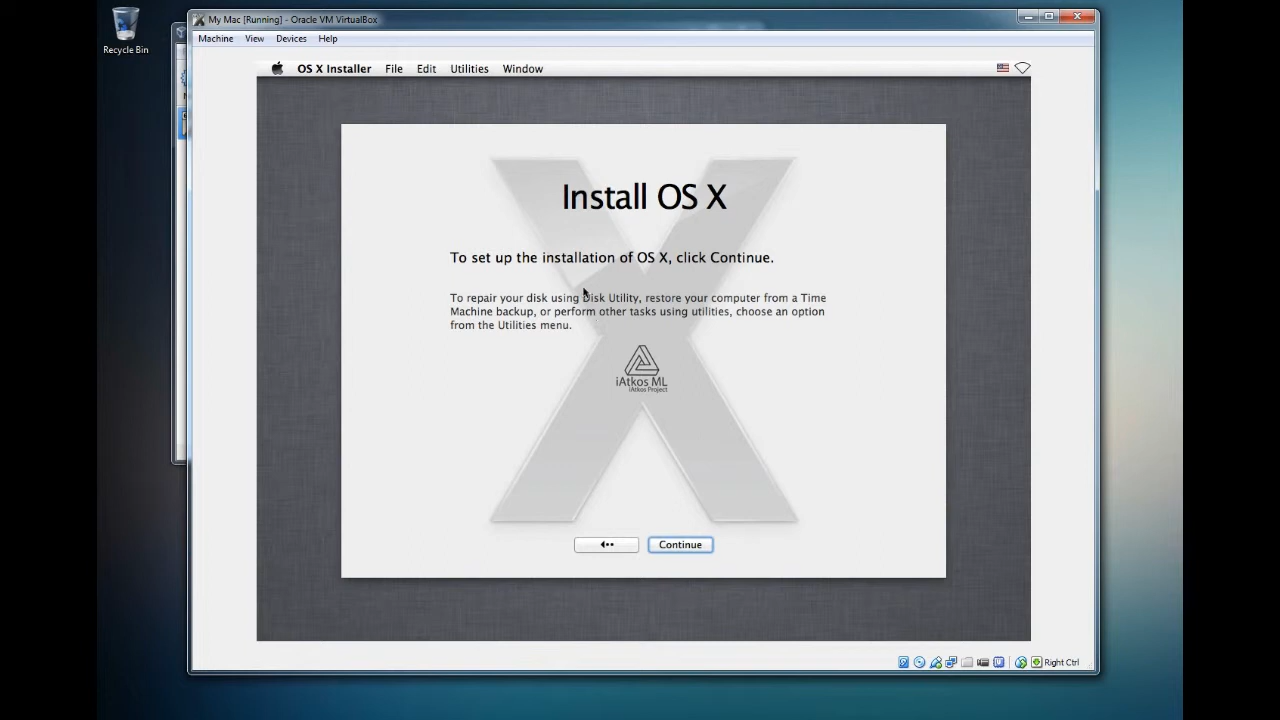 Recycle Bin
My Mac [Running] - Oracle VM VirtualBox
Machine View Devices Help
OS X Installer File Edit Utilities Window
Install OS X
To set up the installation of OS X, click Continue.
To repair your disk using Disk Utility, restore your computer from a Time
Machine backup, or perform other tasks using utilities, choose an option
from the Utilities menu.
iAtkos ML
iAtkos Project
Continue
Right Ctrl